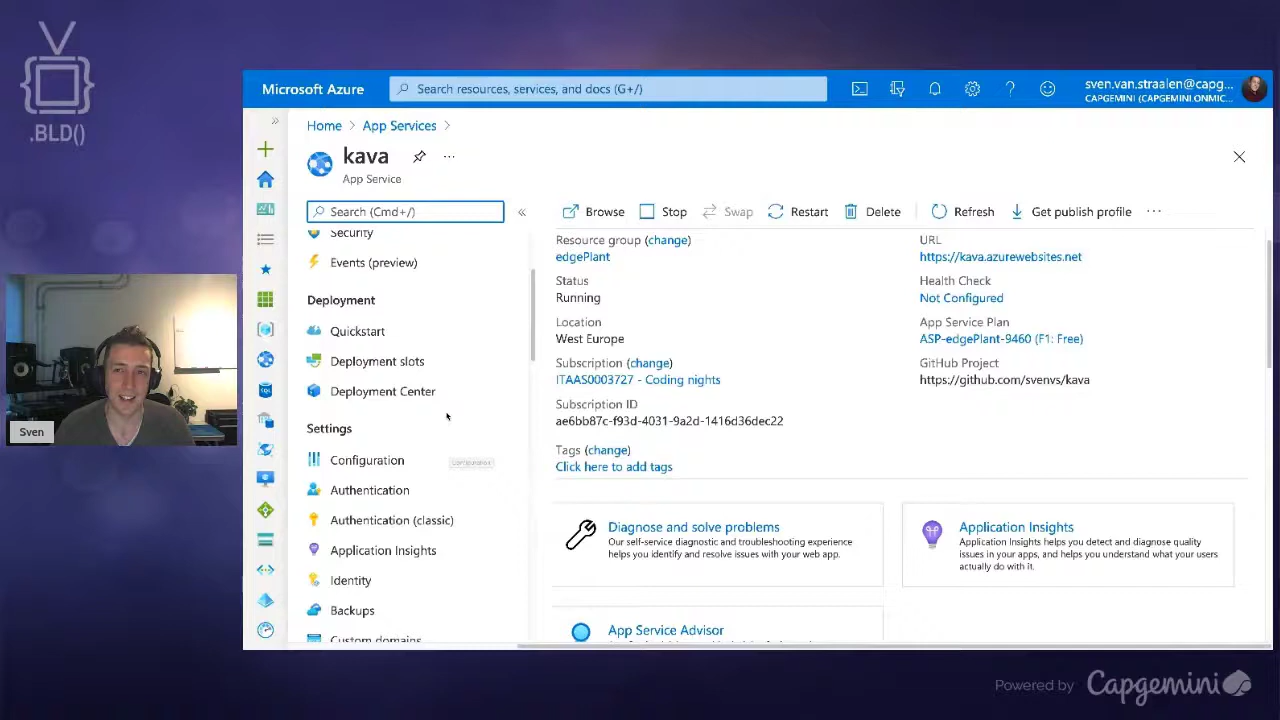 .BLD()
Microsoft Azure
Search resources, services, and docs (G+/)
sven.van.straalen@capg...
CAPGEMINI (CAPGEMINI.ONMIC...
Home > App Services >
kava
App Service
Search (Cmd+/)
Browse Stop Swap Restart Delete Refresh Get publish profile
Security
Events (preview)
Deployment
Quickstart
Deployment slots
Deployment Center
Settings
Configuration
Configuration
Authentication
Authentication (classic)
Application Insights
Identity
Backups
Custom domains
Resource group (change)
edgePlant
Status
Running
Location
West Europe
Subscription (change)
ITAAS0003727 - Coding nights
Subscription ID
ae6bb87c-f93d-4031-9a2d-1416d36dec22
Tags (change)
Click here to add tags
URL
https://kava.azurewebsites.net
Health Check
Not Configured
App Service Plan
ASP-edgePlant-9460 (F1: Free)
GitHub Project
https://github.com/svenvs/kava
Diagnose and solve problems
Our self-service diagnostic and troubleshooting experience
helps you identify and resolve issues with your web app.
Application Insights
Application Insights helps you detect and diagnose quality
issues in your apps, and helps you understand what your users
actually do with it.
App Service Advisor
Sven
Powered by Capgemini